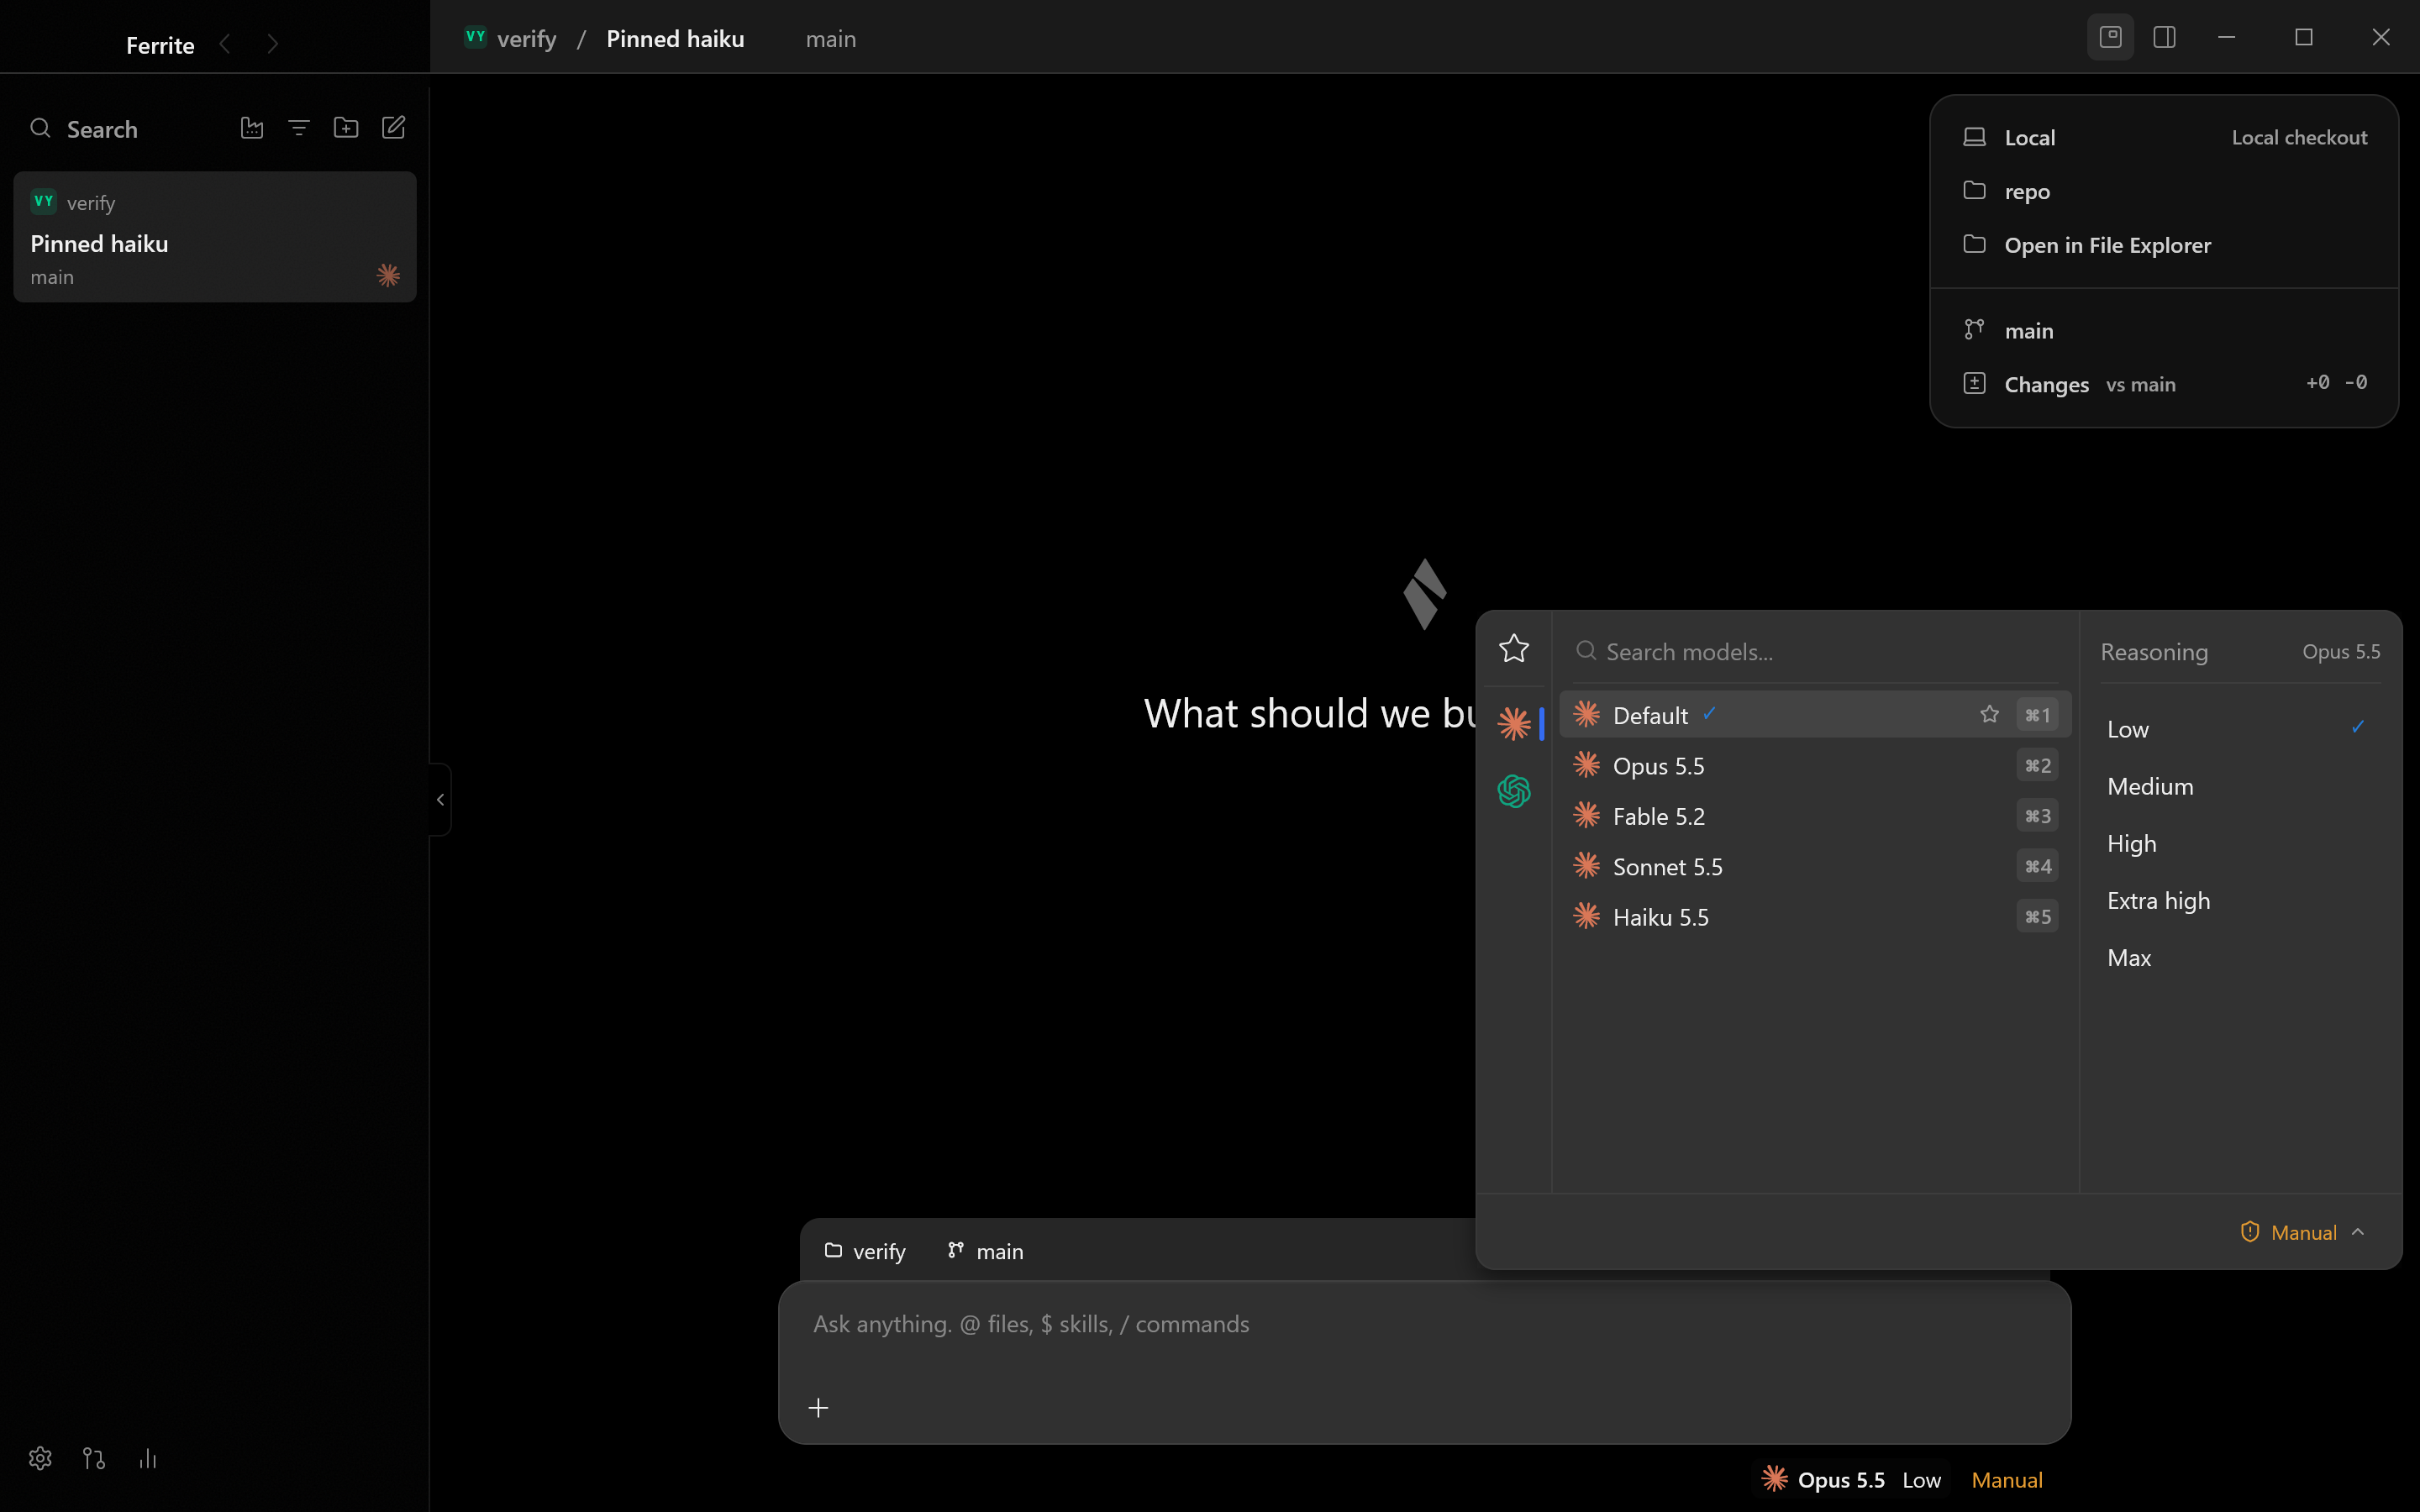 Ferrite
VY verify / Pinned haiku main
Search
VY verify
Pinned haiku
main
Local Local checkout
repo
Open in File Explorer
main
Changes vs main +0 -0
What should we bu
Search models...
Default ✓ ⌘1
Opus 5.5 ⌘2
Fable 5.2 ⌘3
Sonnet 5.5 ⌘4
Haiku 5.5 ⌘5
Reasoning Opus 5.5
Low ✓
Medium
High
Extra high
Max
Manual
verify main
Ask anything. @ files, $ skills, / commands
Opus 5.5 Low Manual